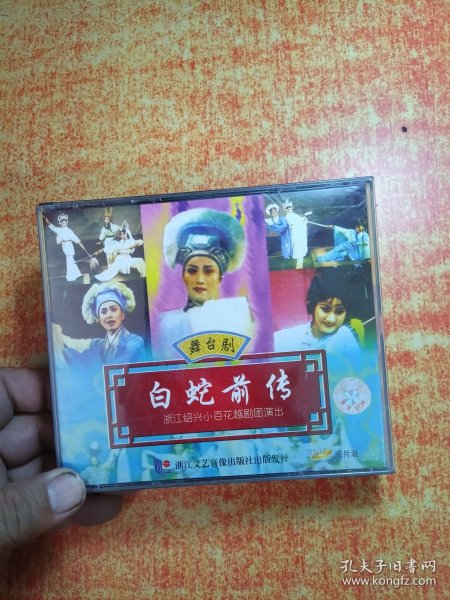 舞台剧
白蛇前传
浙江绍兴小百花越剧团演出
浙江文艺音像出版社出版发行
片装
孔夫子旧书网
www.kongfz.com